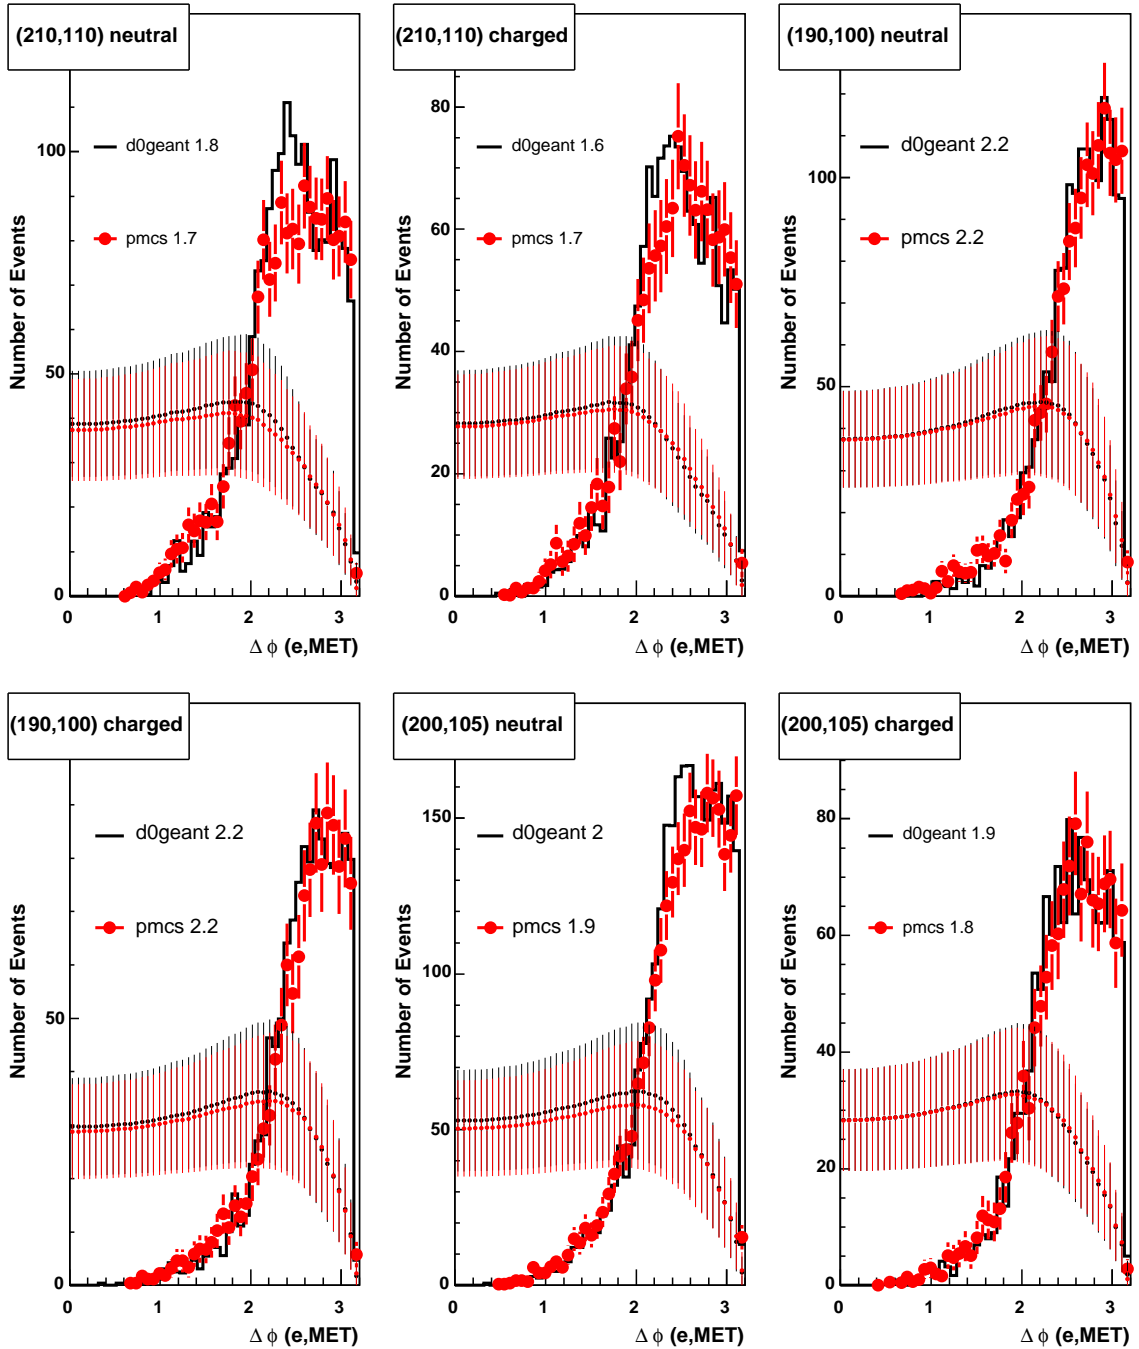 (210,110) neutral
Number of Events
100
50
0
d0geant 1.8
pmcs 1.7
0 1 2 3
Δ ϕ (e,MET)
(210,110) charged
Number of Events
80
60
40
20
0
d0geant 1.6
pmcs 1.7
0 1 2 3
Δ ϕ (e,MET)
(190,100) neutral
Number of Events
100
50
0
d0geant 2.2
pmcs 2.2
0 1 2 3
Δ ϕ (e,MET)
(190,100) charged
Number of Events
50
0
d0geant 2.2
pmcs 2.2
0 1 2 3
Δ ϕ (e,MET)
(200,105) neutral
Number of Events
150
100
50
0
d0geant 2
pmcs 1.9
0 1 2 3
Δ ϕ (e,MET)
(200,105) charged
Number of Events
80
60
40
20
0
d0geant 1.9
pmcs 1.8
0 1 2 3
Δ ϕ (e,MET)